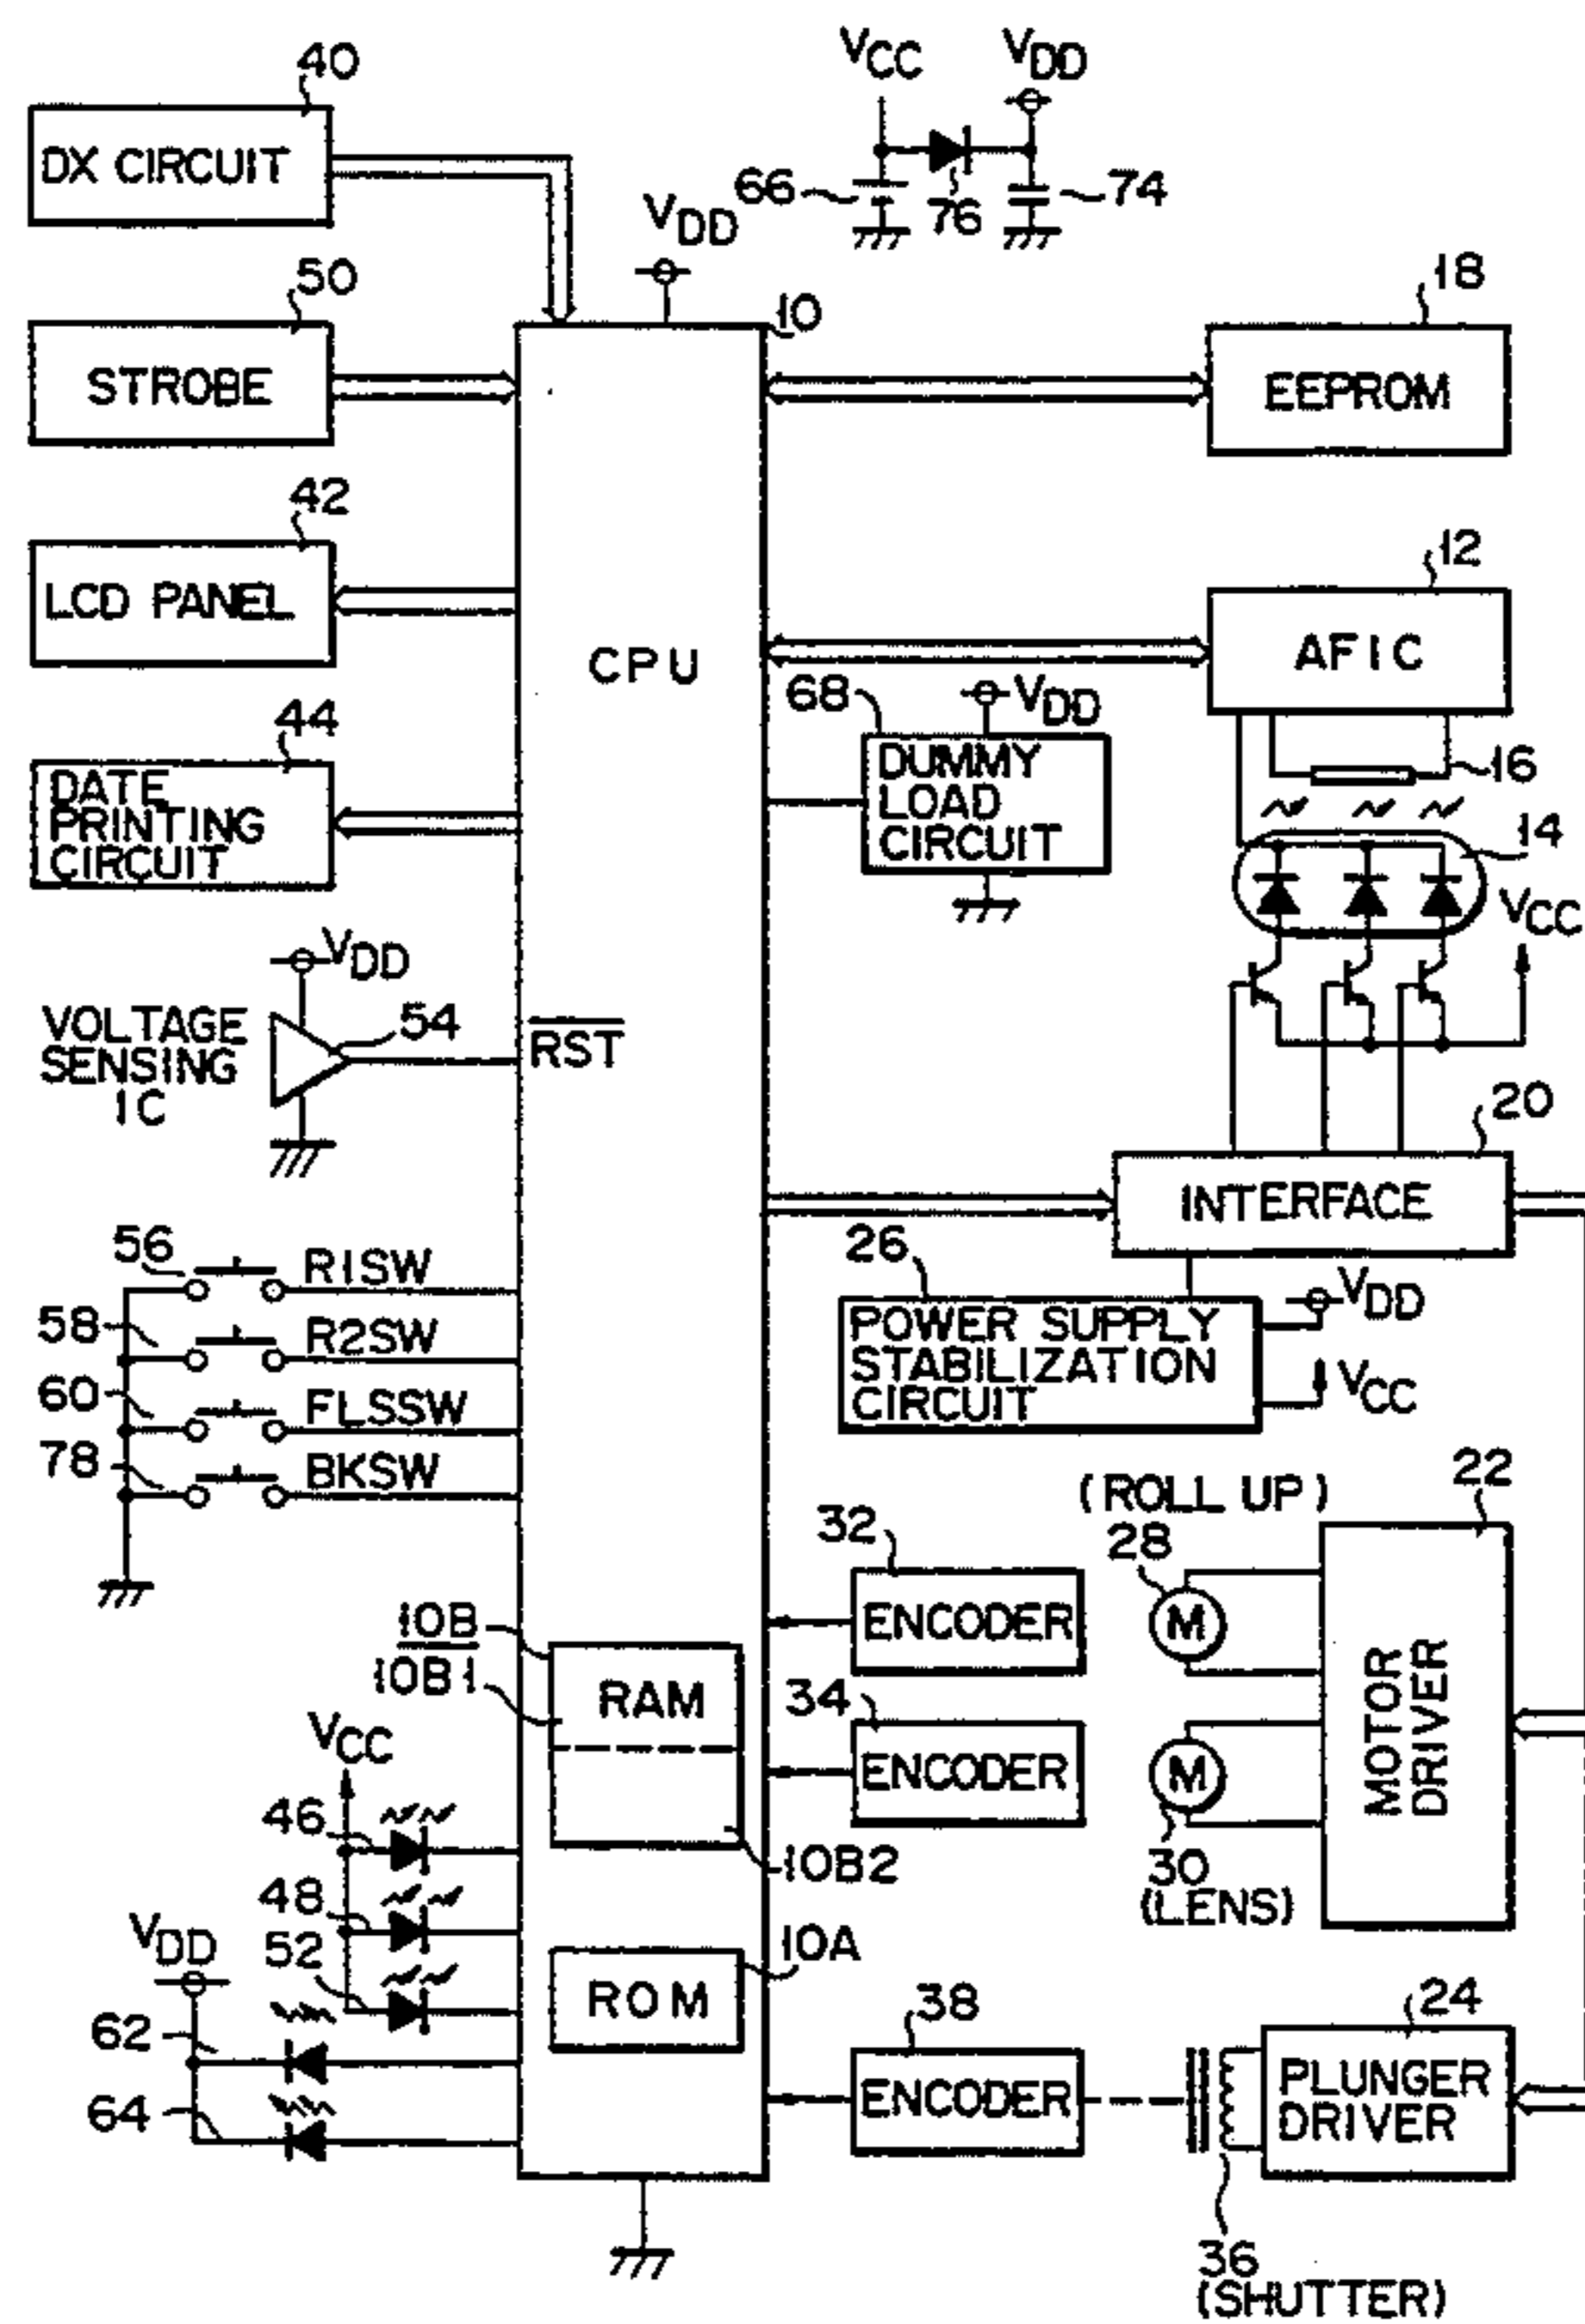 40
DX CIRCUIT
VCC
VDD
66
76
74
VDD
50
STROBE
10
18
EEPROM
42
LCD PANEL
CPU
12
AFIC
68
VDD
DUMMY
LOAD
CIRCUIT
16
14
VCC
44
DATE
PRINTING
CIRCUIT
VDD
VOLTAGE
SENSING
IC
54
RST
20
INTERFACE
26
POWER SUPPLY
STABILIZATION
CIRCUIT
VDD
VCC
56
R1SW
58
R2SW
60
FLSSW
78
BKSW
(ROLL UP)
28
M
22
MOTOR
DRIVER
32
ENCODER
34
ENCODER
M
30
(LENS)
10B
10B1
RAM
10B2
VCC
46
48
52
10A
ROM
VDD
62
64
38
ENCODER
24
PLUNGER
DRIVER
36
(SHUTTER)